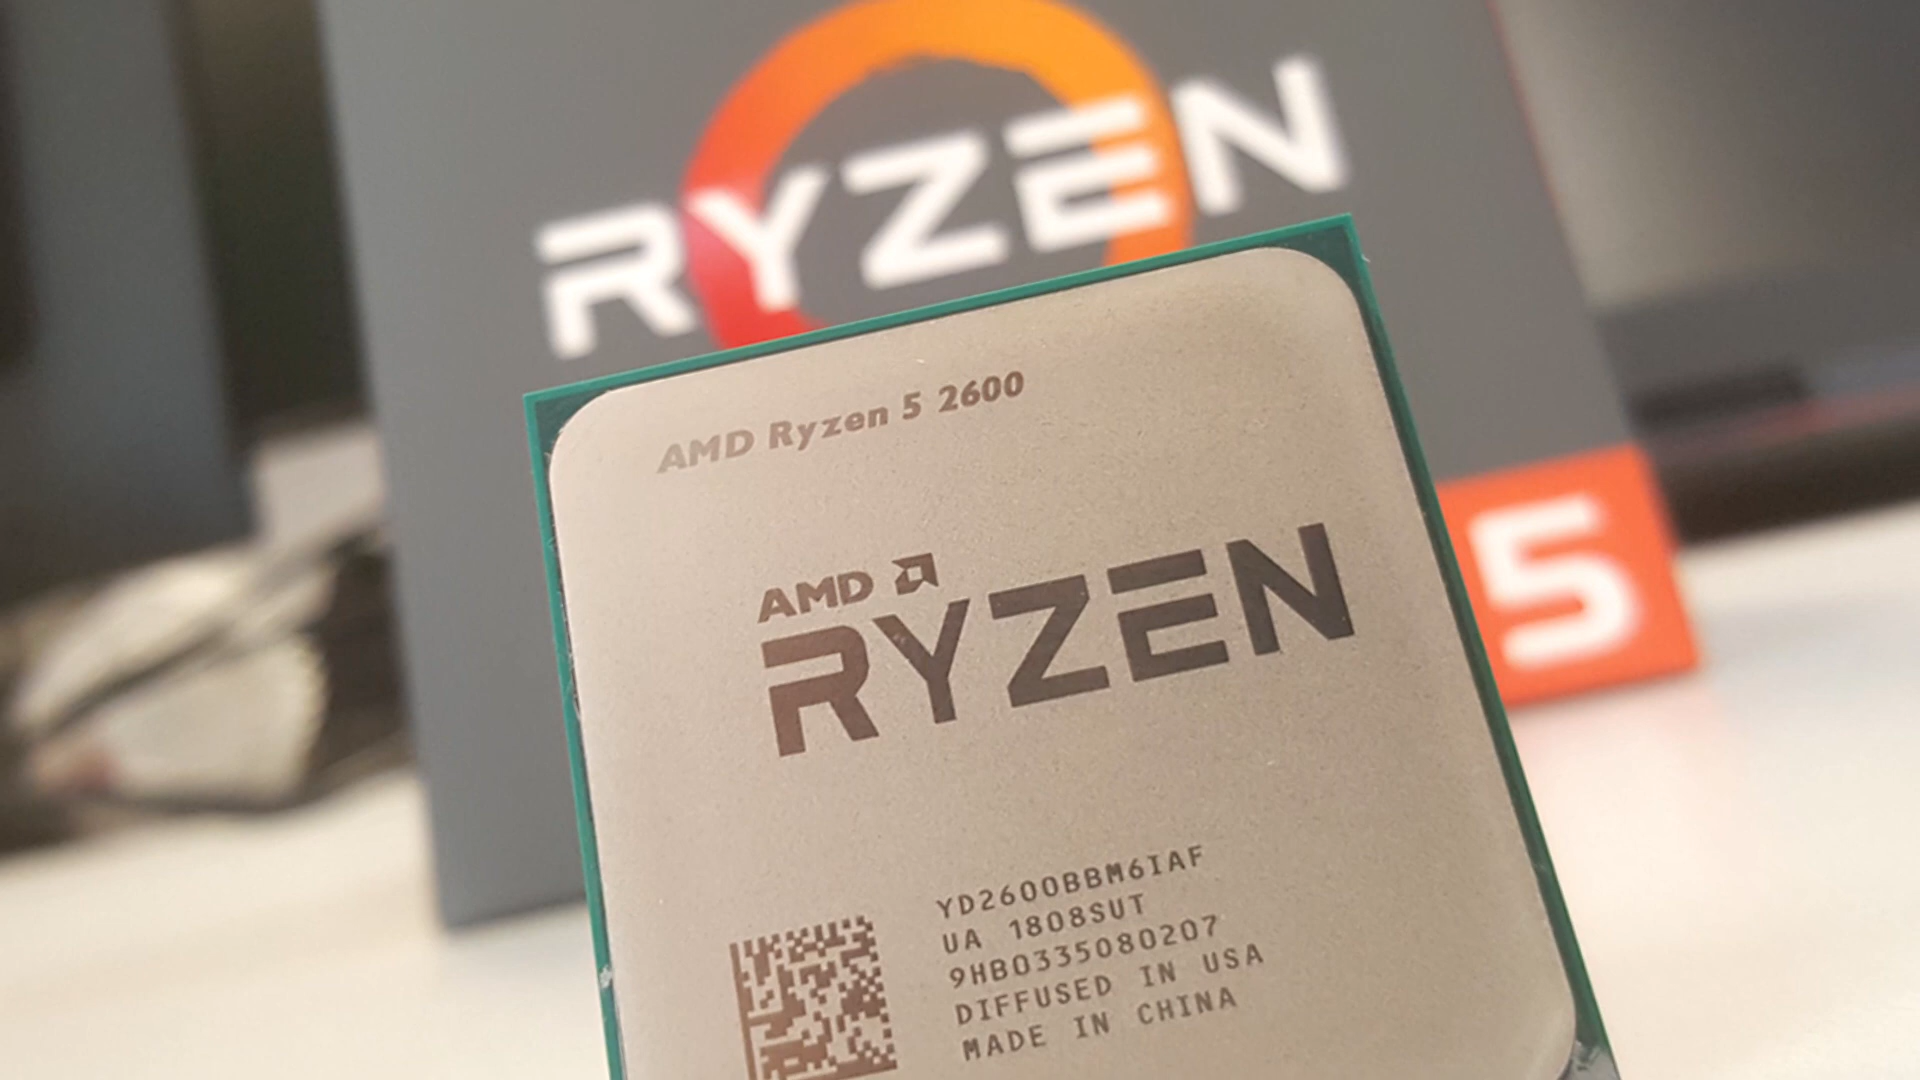 RYZEN
5
AMD Ryzen 5 2600
AMD
RYZEN
YD2600BBM6IAF
UA 1808SUT
9HB0335080207
DIFFUSED IN USA
MADE IN CHINA